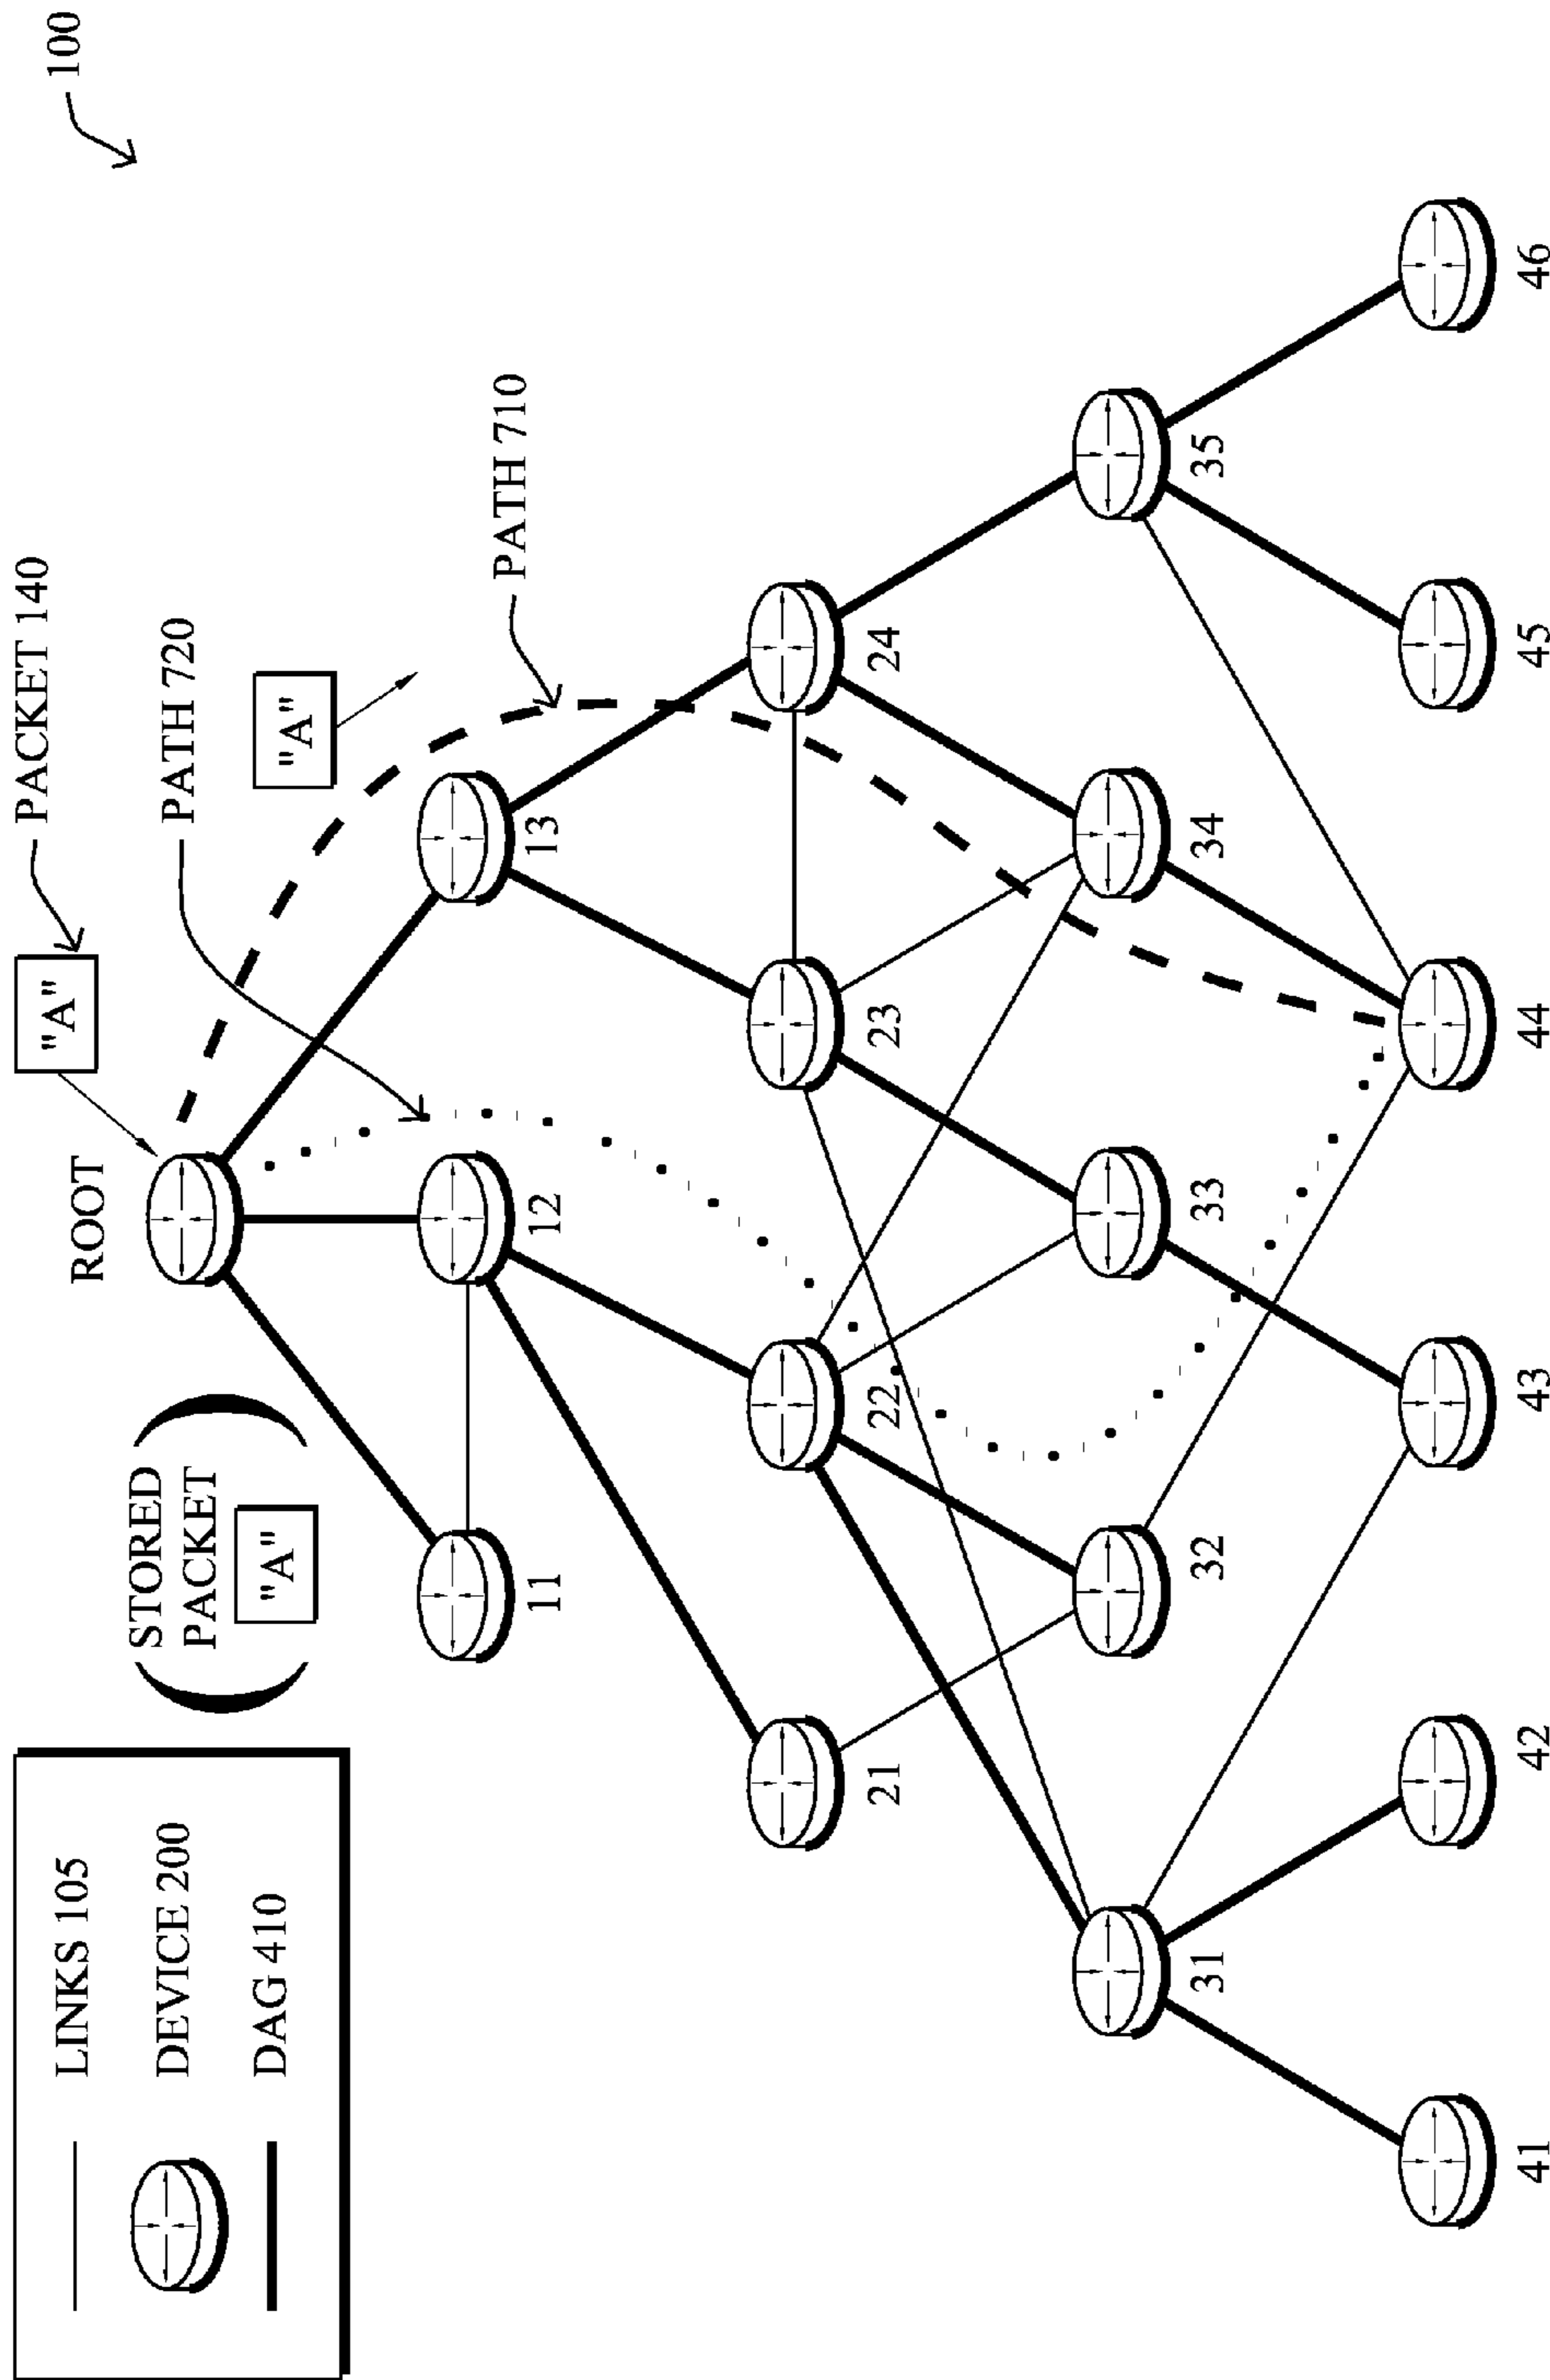 LINKS 105
DEVICE 200
DAG 410
(STORED
PACKET)
"A"
ROOT
"A"
PACKET 140
PATH 720
"A"
PATH 710
100
11
12
13
21
22
23
24
31
32
33
34
35
41
42
43
44
45
46